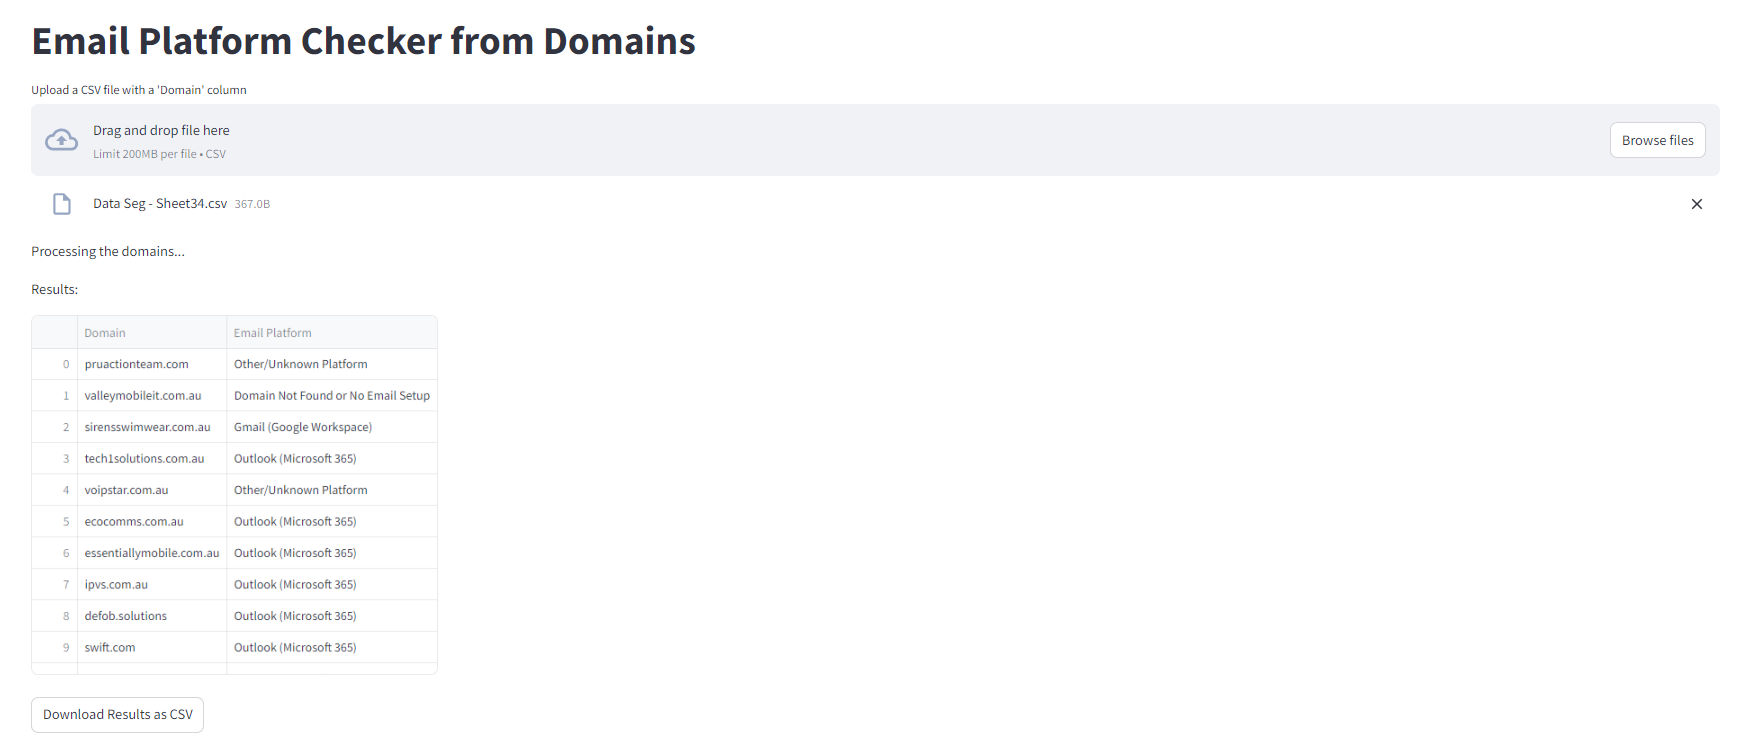 Email Platform Checker from Domains
Upload a CSV file with a 'Domain' column
Drag and drop file here
Limit 200MB per file • CSV
Browse files
Data Seg - Sheet34.csv 367.0B
Processing the domains...
Results:
Domain Email Platform
0 pruactionteam.com Other/Unknown Platform
1 valleymobileit.com.au Domain Not Found or No Email Setup
2 sirensswimwear.com.au Gmail (Google Workspace)
3 tech1solutions.com.au Outlook (Microsoft 365)
4 voipstar.com.au Other/Unknown Platform
5 ecocomms.com.au Outlook (Microsoft 365)
6 essentiallymobile.com.au Outlook (Microsoft 365)
7 ipvs.com.au Outlook (Microsoft 365)
8 defob.solutions Outlook (Microsoft 365)
9 swift.com Outlook (Microsoft 365)
Download Results as CSV